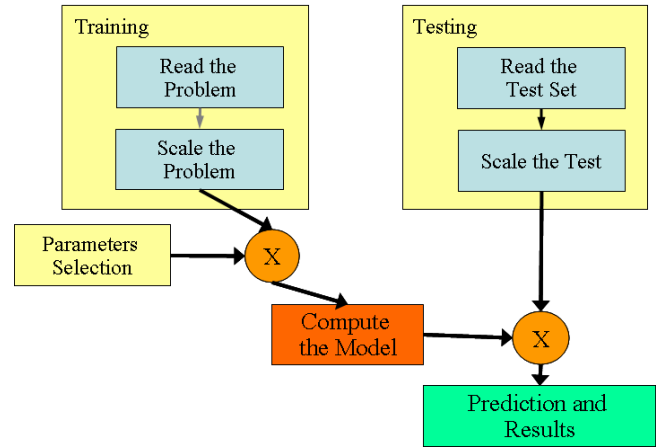 Training
Read the
Problem
Scale the
Problem
Testing
Read the
Test Set
Scale the Test
Parameters
Selection
X
Compute
the Model
X
Prediction and
Results